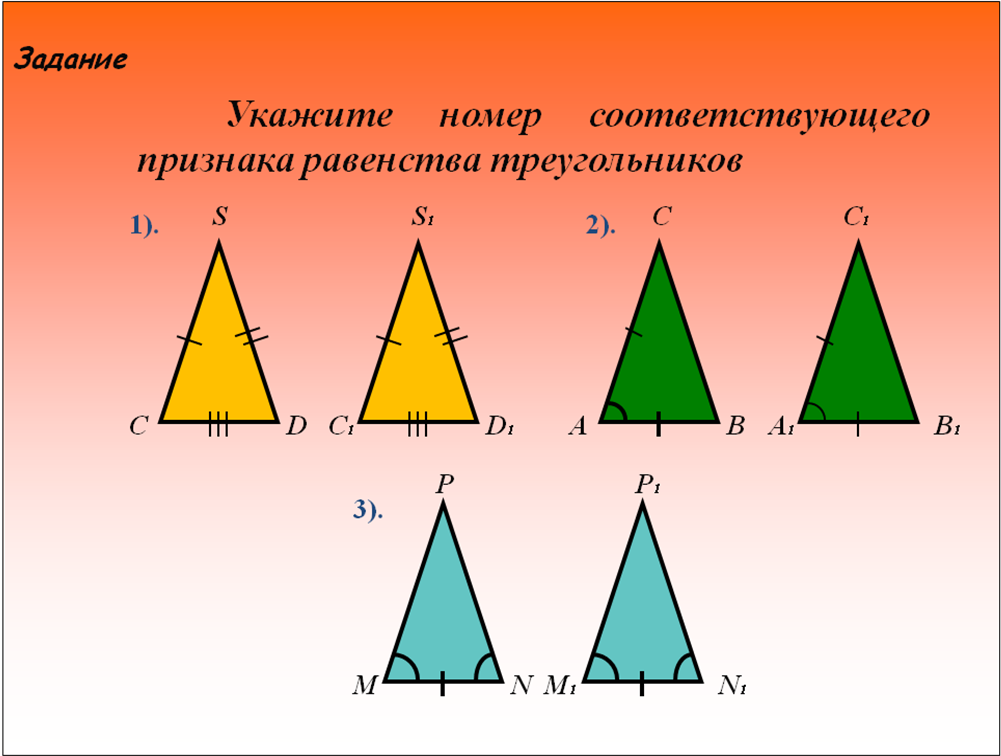 Задание
Укажите номер соответствующего
признака равенства треугольников
1). S S₁ 2). C C₁
C D C₁ D₁ A B A₁ B₁
3). P P₁
M N M₁ N₁